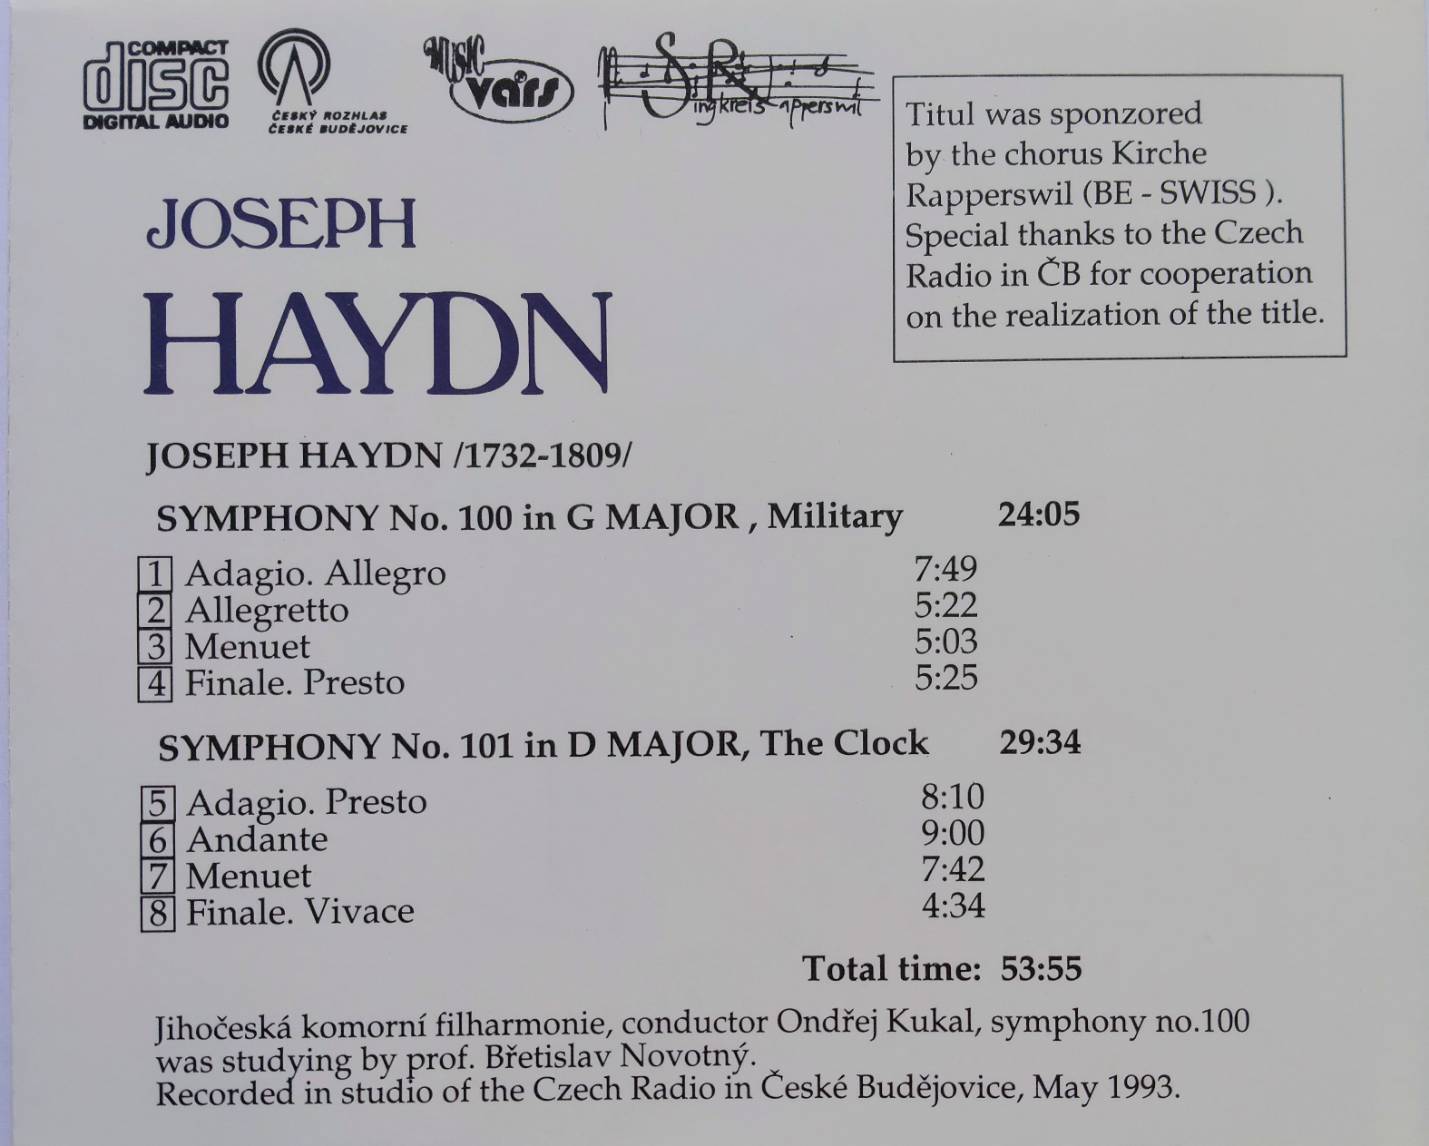 COMPACT
disc
DIGITAL AUDIO
ČESKÝ ROZHLAS
ČESKÉ BUDĚJOVICE
MUSIC
vars
Singkreis Rapperswil
Titul was sponzored
by the chorus Kirche
Rapperswil (BE - SWISS ).
Special thanks to the Czech
Radio in ČB for cooperation
on the realization of the title.
JOSEPH
HAYDN
JOSEPH HAYDN /1732-1809/
SYMPHONY No. 100 in G MAJOR , Military 24:05
1 Adagio. Allegro 7:49
2 Allegretto 5:22
3 Menuet 5:03
4 Finale. Presto 5:25
SYMPHONY No. 101 in D MAJOR, The Clock 29:34
5 Adagio. Presto 8:10
6 Andante 9:00
7 Menuet 7:42
8 Finale. Vivace 4:34
Total time: 53:55
Jihočeská komorní filharmonie, conductor Ondřej Kukal, symphony no.100
was studying by prof. Břetislav Novotný.
Recorded in studio of the Czech Radio in České Budějovice, May 1993.